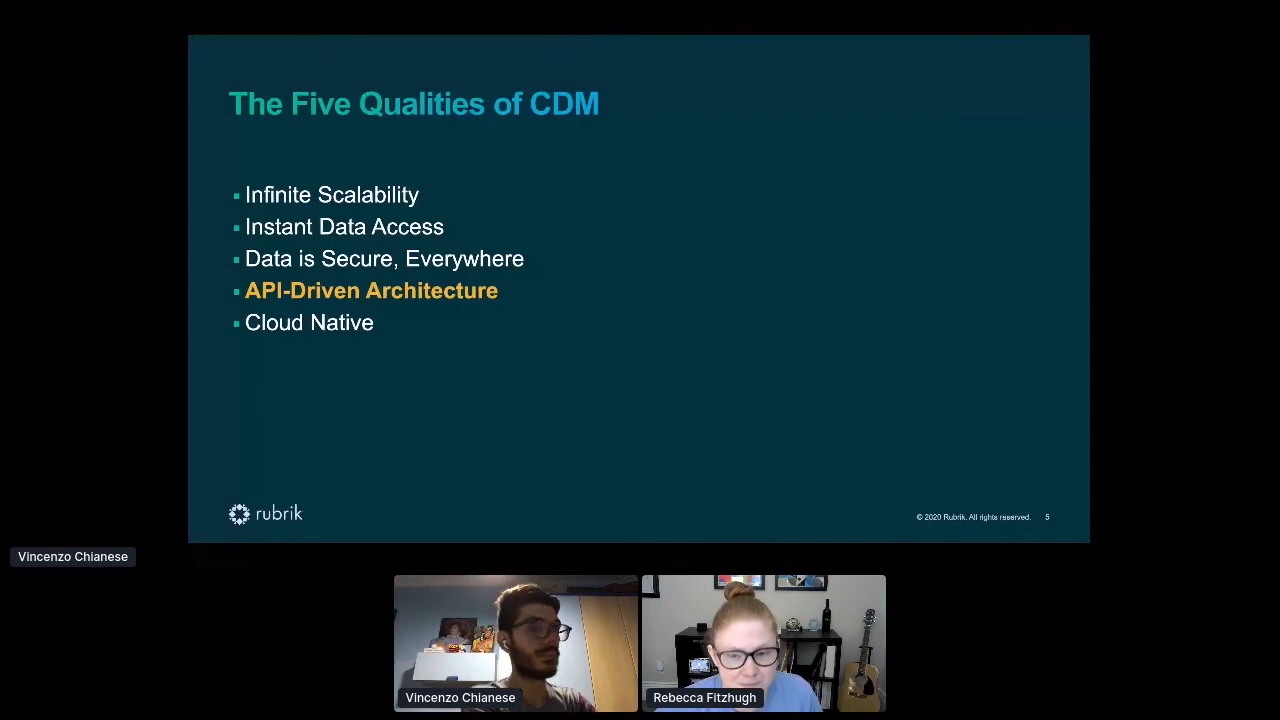 The Five Qualities of CDM
Infinite Scalability
Instant Data Access
Data is Secure, Everywhere
API-Driven Architecture
Cloud Native
rubrik
© 2020 Rubrik. All rights reserved. 5
Vincenzo Chianese
Vincenzo Chianese
Rebecca Fitzhugh